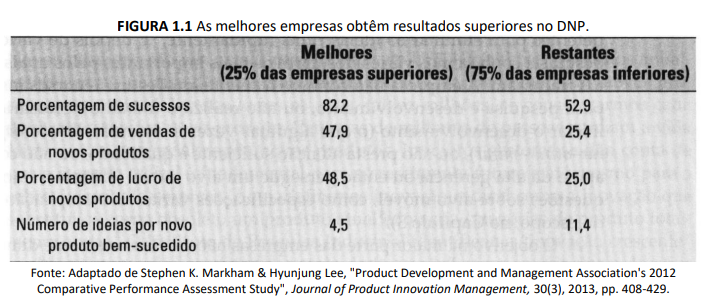 FIGURA 1.1 As melhores empresas obtêm resultados superiores no DNP.
Melhores Restantes
(25% das empresas superiores) (75% das empresas inferiores)
Porcentagem de sucessos 82,2 52,9
Porcentagem de vendas de 47,9 25,4
novos produtos
Porcentagem de lucro de 48,5 25,0
novos produtos
Número de ideias por novo
produto bem-sucedido 4,5 11,4
Fonte: Adaptado de Stephen K. Markham & Hyunjung Lee, "Product Development and Management Association's 2012
Comparative Performance Assessment Study", Journal of Product Innovation Management, 30(3), 2013, pp. 408-429.